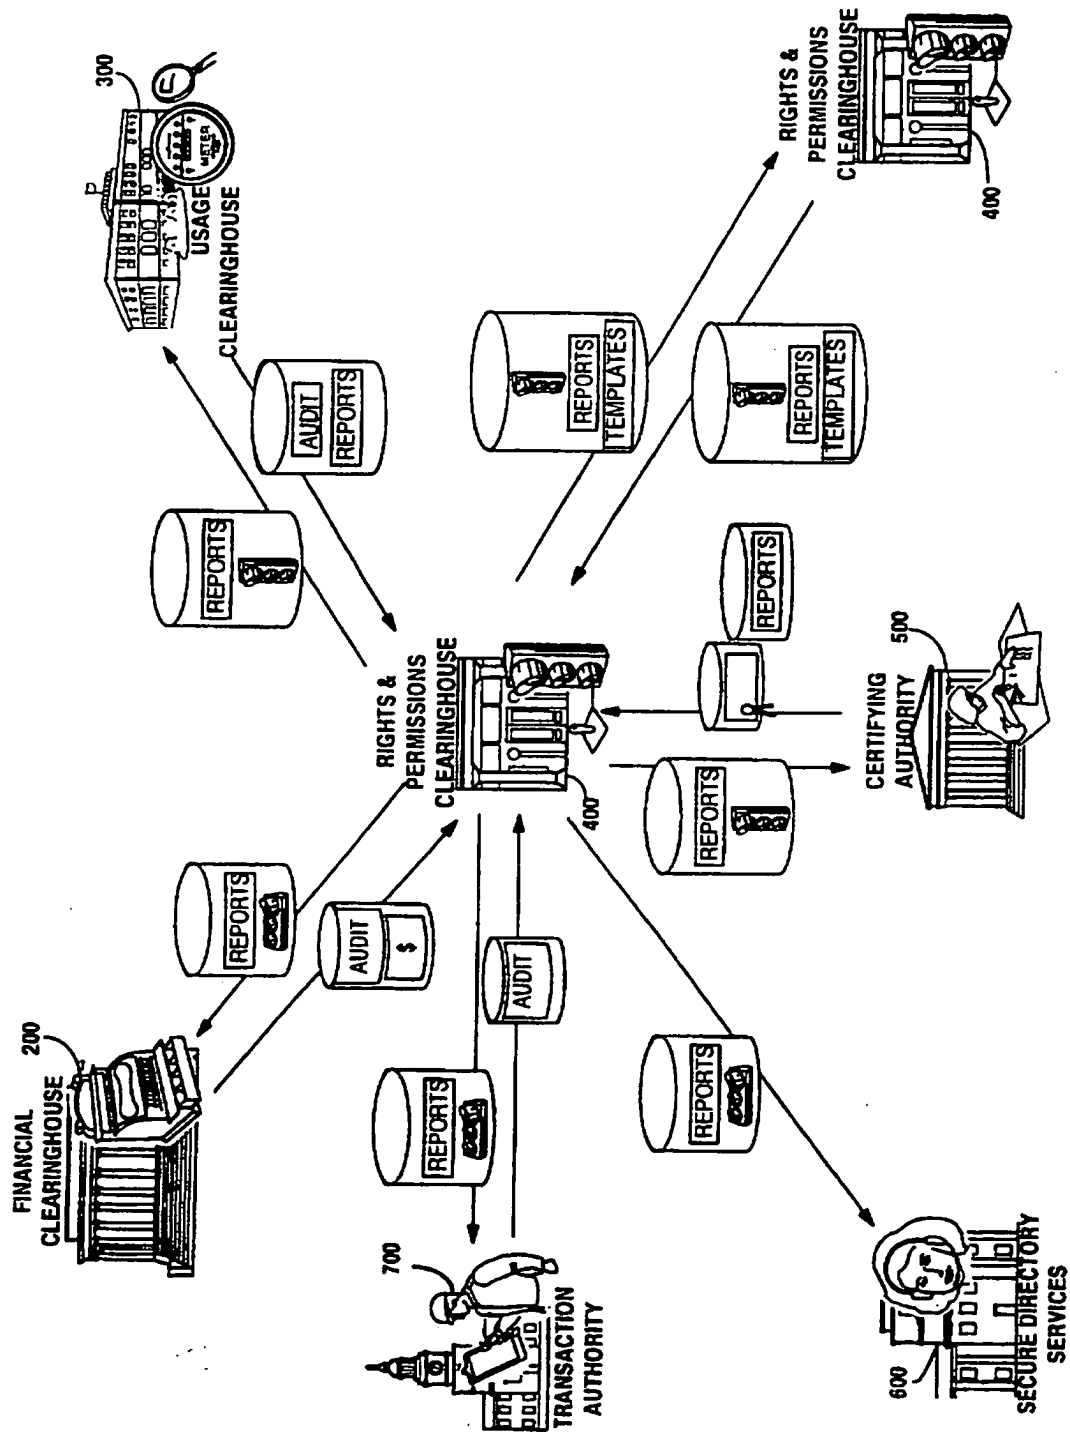 FINANCIAL
CLEARINGHOUSE
200
REPORTS
AUDIT
$
300
METER
USAGE
CLEARINGHOUSE
REPORTS
AUDIT
REPORTS
700
TRANSACTION
AUTHORITY
REPORTS
AUDIT
RIGHTS &
PERMISSIONS
CLEARINGHOUSE
400
REPORTS
TEMPLATES
REPORTS
TEMPLATES
RIGHTS &
PERMISSIONS
CLEARINGHOUSE
400
600
SECURE DIRECTORY
SERVICES
REPORTS
REPORTS
REPORTS
CERTIFYING
AUTHORITY
500